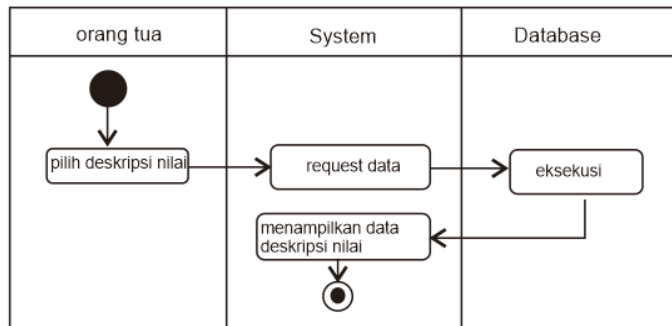 orang tua
System
Database
pilih deskripsi nilai
request data
eksekusi
menampilkan data
deskripsi nilai